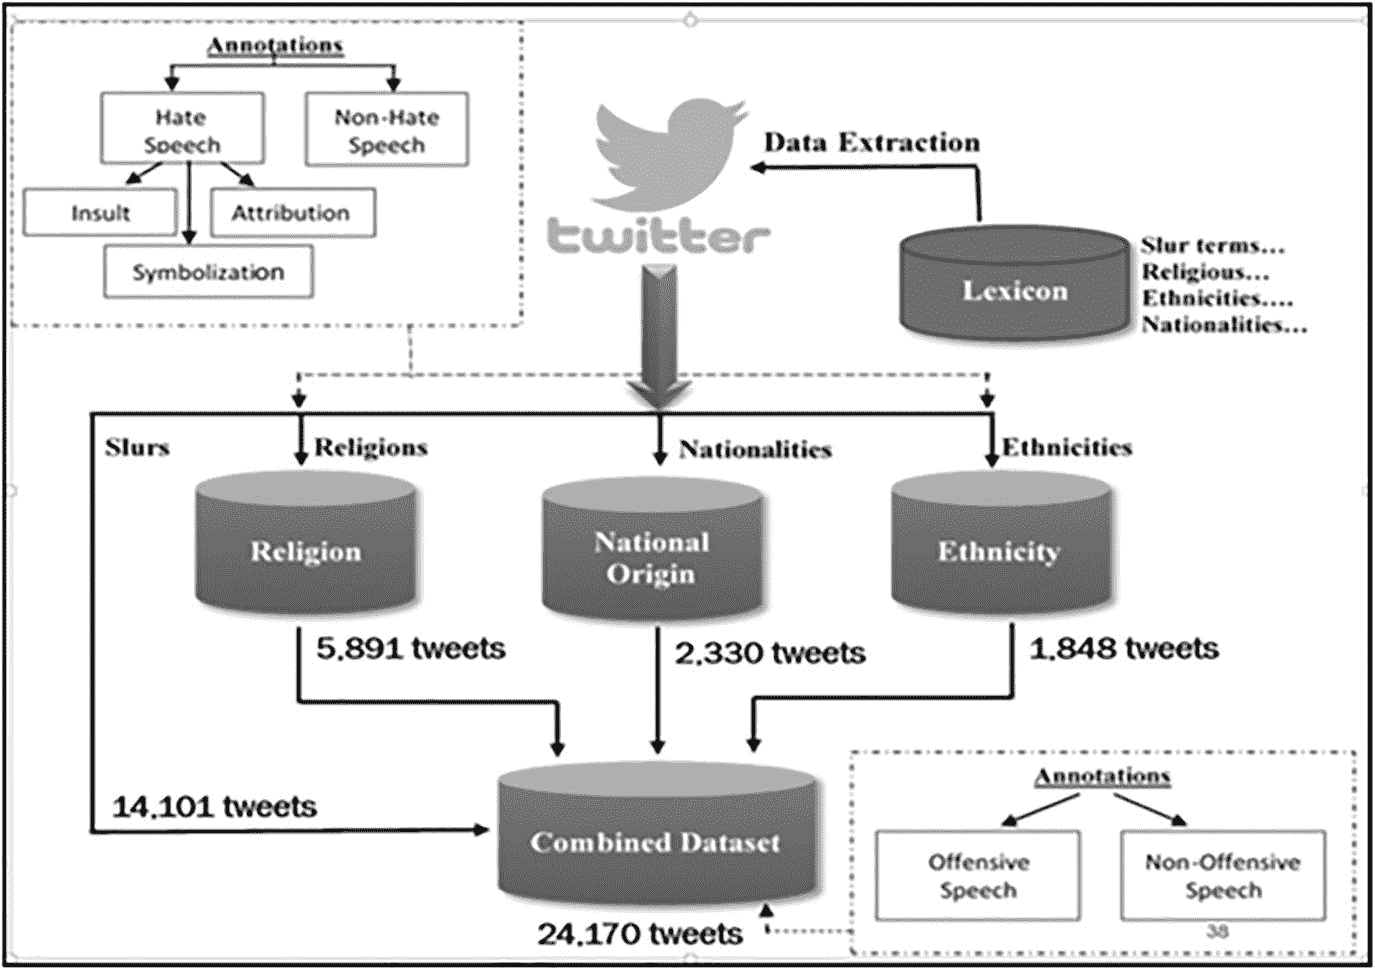 Annotations
Hate
Speech
Non-Hate
Speech
Insult
Attribution
Symbolization
twitter
Data Extraction
Lexicon
Slur terms...
Religious...
Ethnicities....
Nationalities...
Slurs
Religions
Nationalities
Ethnicities
Religion
National
Origin
Ethnicity
5.891 tweets
2.330 tweets
1.848 tweets
14.101 tweets
Combined Dataset
24.170 tweets
Annotations
Offensive
Speech
Non-Offensive
Speech
38